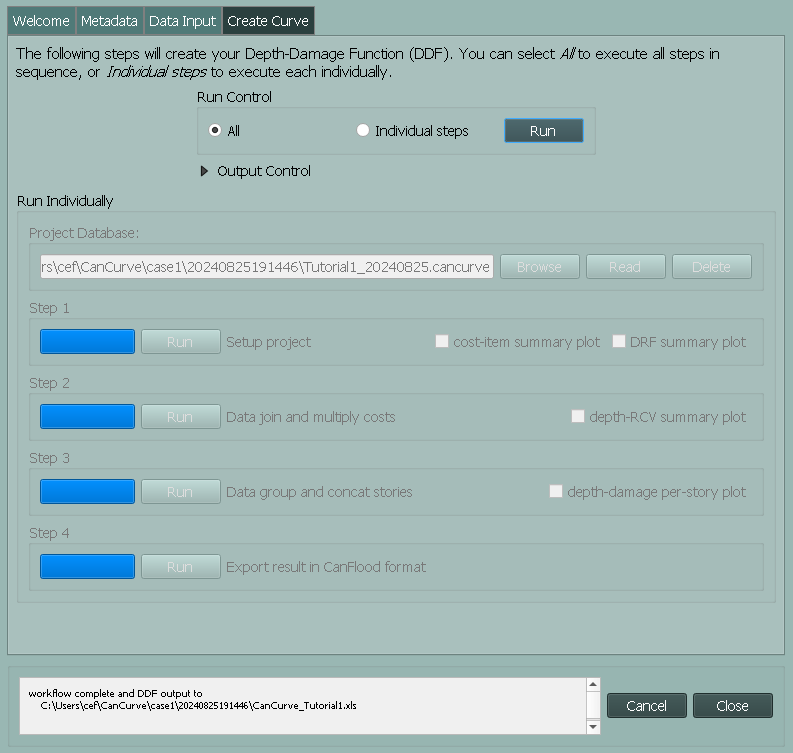 Welcome Metadata Data Input Create Curve
The following steps will create your Depth-Damage Function (DDF). You can select All to execute all steps in
sequence, or Individual steps to execute each individually.
Run Control
All Individual steps Run
Output Control
Run Individually
Project Database:
rs\cef\CanCurve\case1\20240825191446\Tutorial1_20240825.cancurve Browse Read Delete
Step 1
Run Setup project cost-item summary plot DRF summary plot
Step 2
Run Data join and multiply costs depth-RCV summary plot
Step 3
Run Data group and concat stories depth-damage per-story plot
Step 4
Run Export result in CanFlood format
workflow complete and DDF output to
C:\Users\cef\CanCurve\case1\20240825191446\CanCurve_Tutorial1.xls
Cancel Close